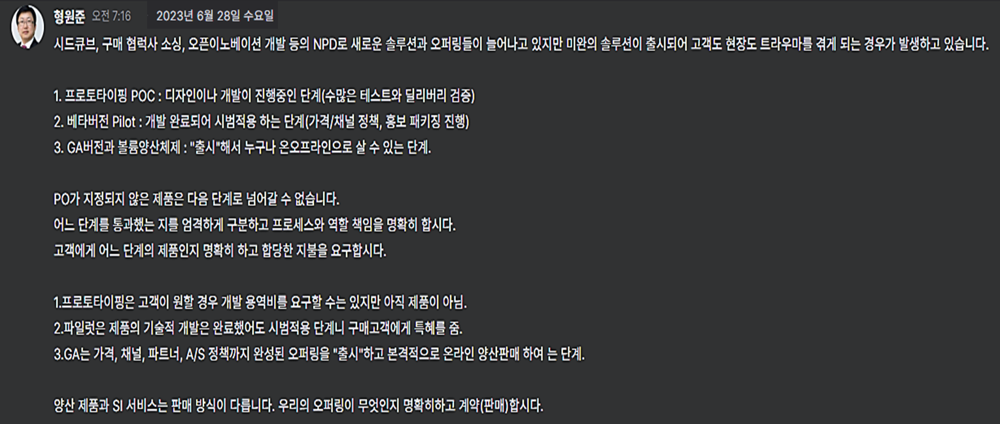 형원준 오전 7:16 2023년 6월 28일 수요일
시드큐브, 구매 협력사 소싱, 오픈이노베이션 개발 등의 NPD로 새로운 솔루션과 오퍼링들이 늘어나고 있지만 미완의 솔루션이 출시되어 고객도 현장도 트라우마를 겪게 되는 경우가 발생하고 있습니다.
1. 프로토타이핑 POC : 디자인이나 개발이 진행중인 단계(수많은 테스트와 딜리버리 검증)
2. 베타버전 Pilot : 개발 완료되어 시범적용 하는 단계(가격/채널 정책, 홍보 패키징 진행)
3. GA버전과 볼륨양산체제 : "출시"해서 누구나 온오프라인으로 살 수 있는 단계.
PO가 지정되지 않은 제품은 다음 단계로 넘어갈 수 없습니다.
어느 단계를 통과했는 지를 엄격하게 구분하고 프로세스와 역할 책임을 명확히 합시다.
고객에게 어느 단계의 제품인지 명확히 하고 합당한 지불을 요구합시다.
1.프로토타이핑은 고객이 원할 경우 개발 용역비를 요구할 수는 있지만 아직 제품이 아님.
2.파일럿은 제품의 기술적 개발은 완료했어도 시범적용 단계니 구매고객에게 특혜를 줌.
3.GA는 가격, 채널, 파트너, A/S 정책까지 완성된 오퍼링을 "출시"하고 본격적으로 온라인 양산판매 하여 는 단계.
양산 제품과 SI 서비스는 판매 방식이 다릅니다. 우리의 오퍼링이 무엇인지 명확히하고 계약(판매)합시다.